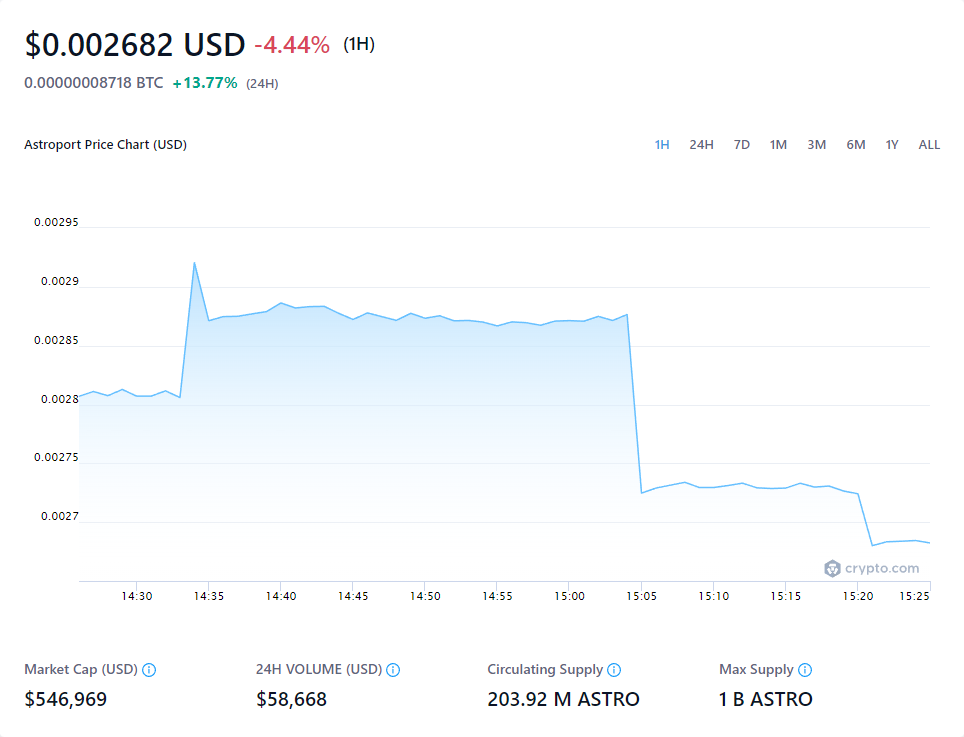 $0.002682 USD -4.44% (1H)
0.00000008718 BTC +13.77% (24H)
Astroport Price Chart (USD) 1H 24H 7D 1M 3M 6M 1Y ALL
0.00295
0.0029
0.00285
0.0028
0.00275
0.0027
crypto.com
14:30 14:35 14:40 14:45 14:50 14:55 15:00 15:05 15:10 15:15 15:20 15:25
Market Cap (USD) 24H VOLUME (USD) Circulating Supply Max Supply
$546,969 $58,668 203.92 M ASTRO 1 B ASTRO